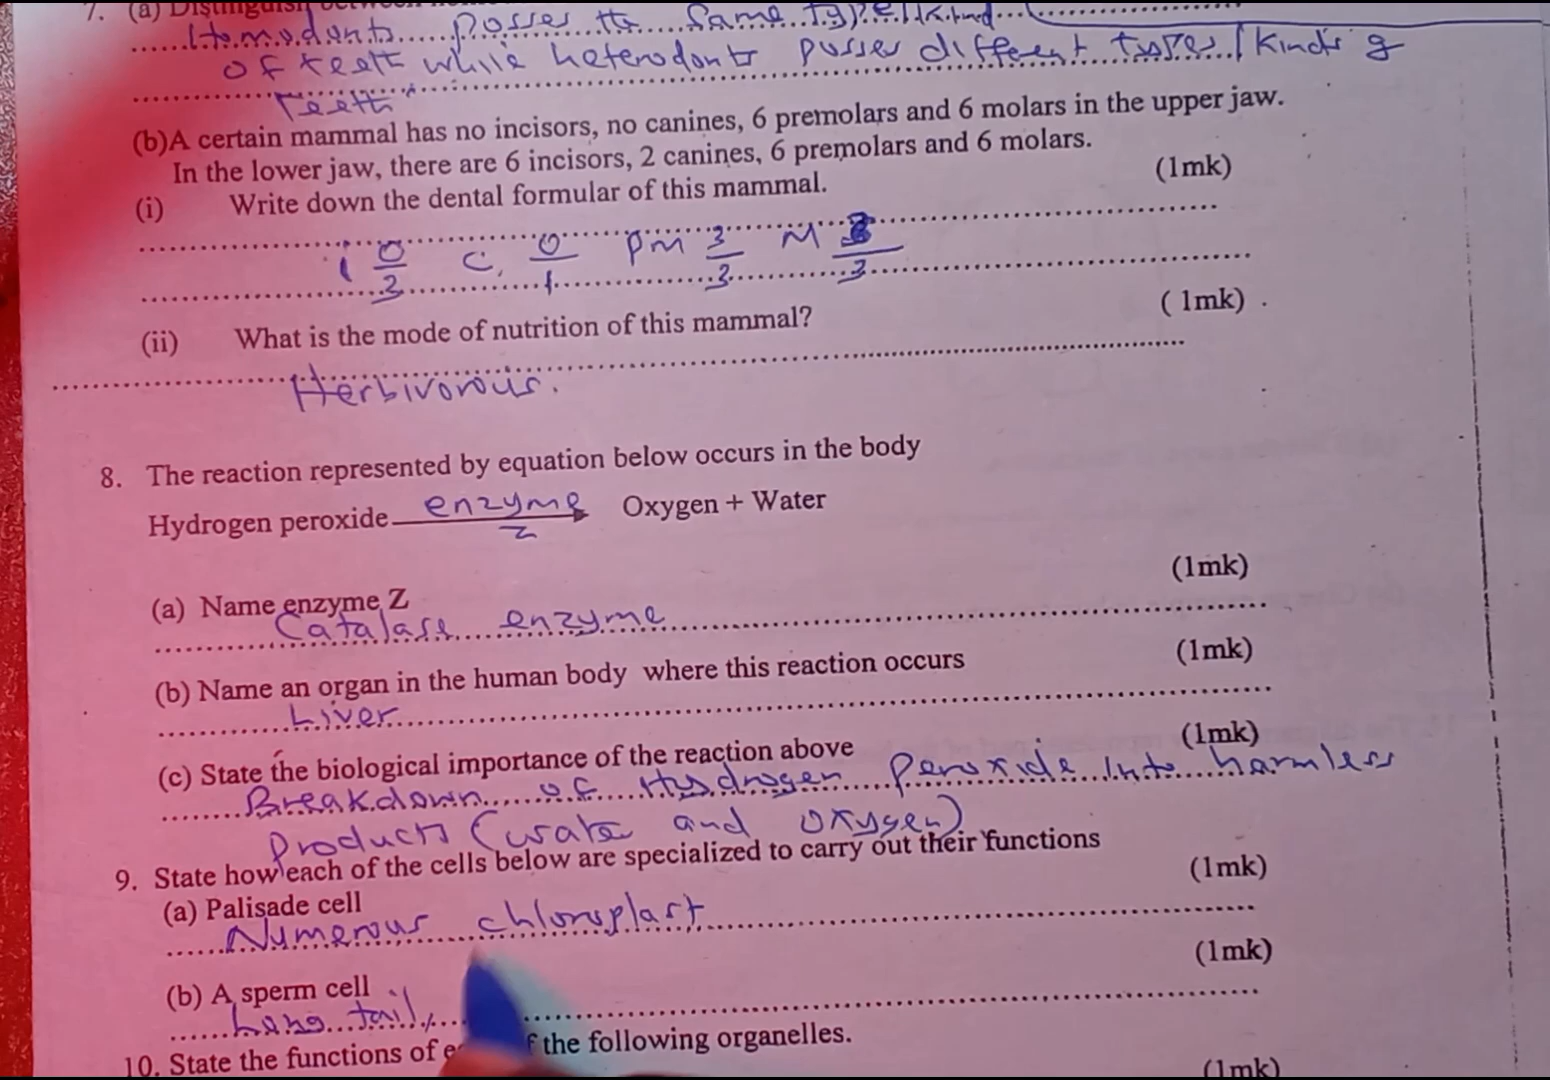 7. (a) Distinguish between
Homodonts posses the same type/kind
of teeth while heterodonts posses different types/kinds of
Teeth
(b)A certain mammal has no incisors, no canines, 6 premolars and 6 molars in the upper jaw.
In the lower jaw, there are 6 incisors, 2 canines, 6 premolars and 6 molars.
(i) Write down the dental formular of this mammal. (1mk)
i 0/3 C, 0/1 PM 3/3 M 3/3
(ii) What is the mode of nutrition of this mammal? ( 1mk)
Herbivorous.
8. The reaction represented by equation below occurs in the body
Hydrogen peroxide enzyme Z Oxygen + Water
(a) Name enzyme Z (1mk)
Catalase enzyme
(b) Name an organ in the human body where this reaction occurs (1mk)
Liver
(c) State the biological importance of the reaction above (1mk)
Breakdown of Hydrogen Peroxide into harmless
Products (water and oxygen)
9. State how each of the cells below are specialized to carry out their functions
(a) Palisade cell (1mk)
Numerous chloroplast
(b) A sperm cell (1mk)
Long tail
10. State the functions of the following organelles.
(1mk)